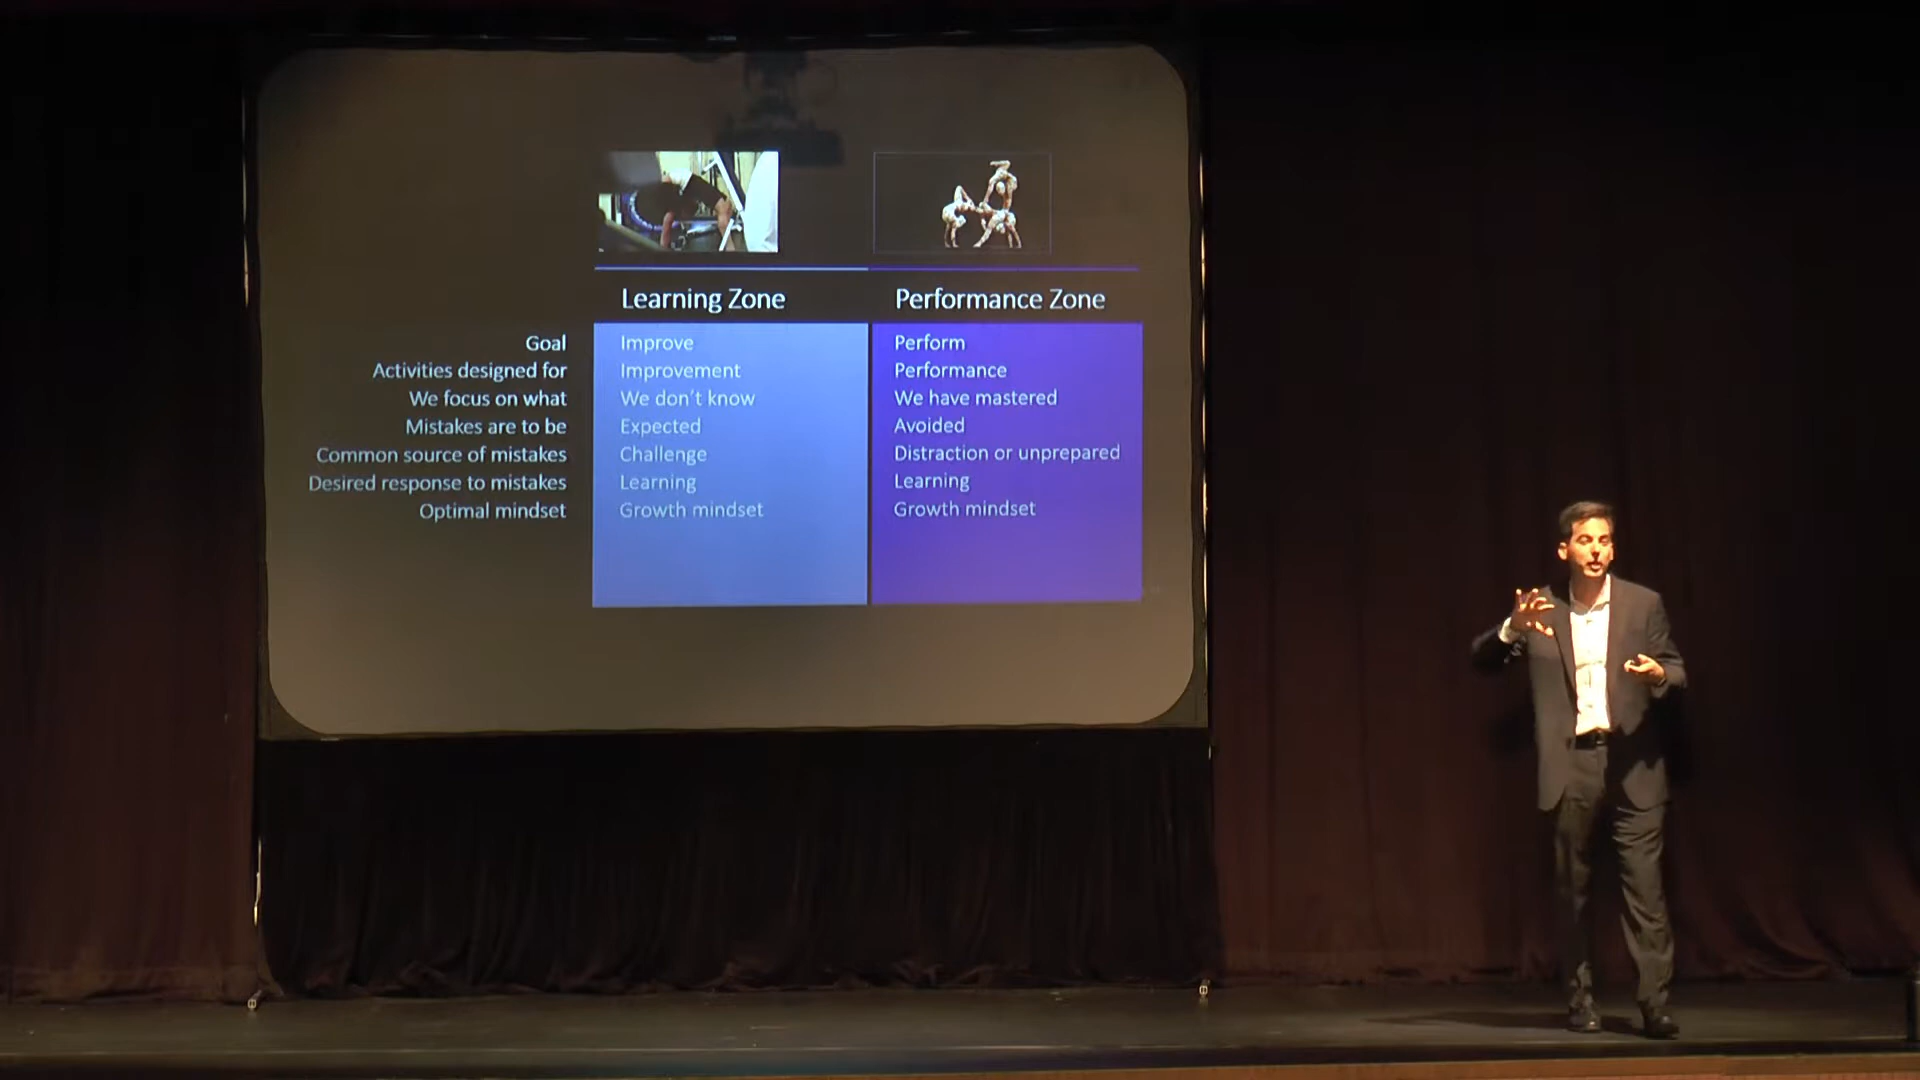 Learning Zone Performance Zone
Goal Improve Perform
Activities designed for Improvement Performance
We focus on what We don't know We have mastered
Mistakes are to be Expected Avoided
Common source of mistakes Challenge Distraction or unprepared
Desired response to mistakes Learning Learning
Optimal mindset Growth mindset Growth mindset